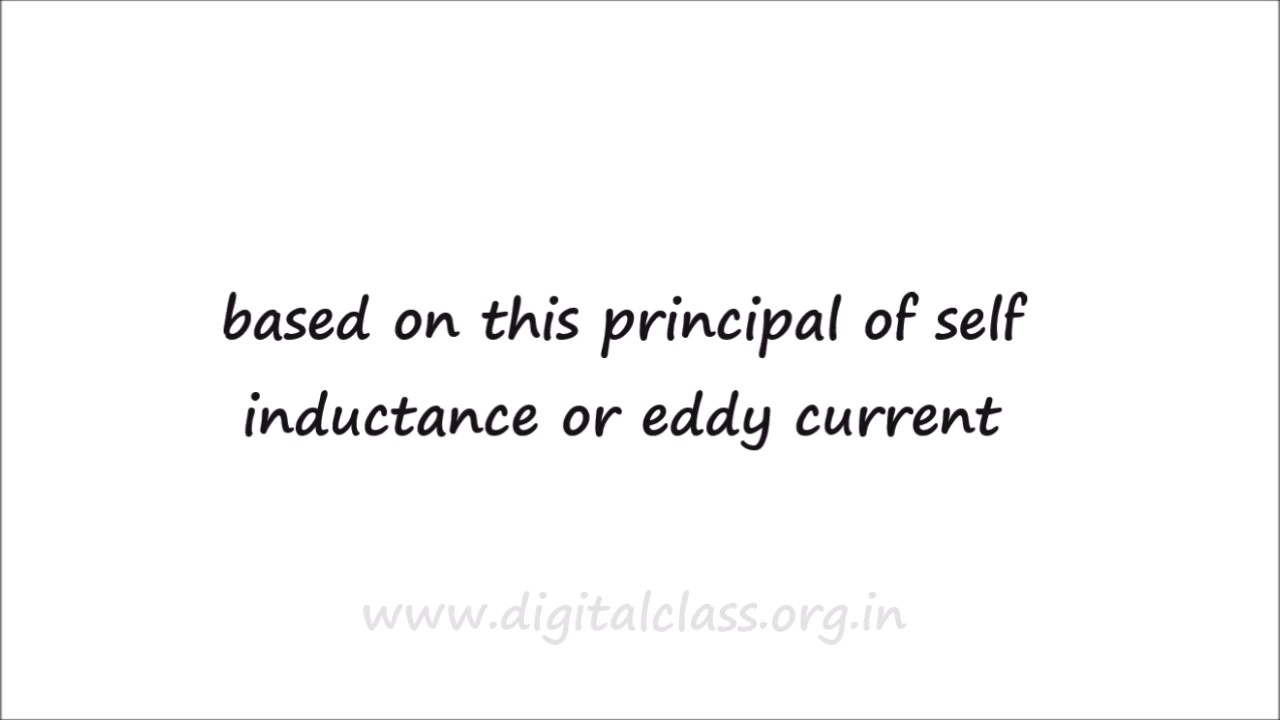 based on this principal of self
inductance or eddy current
www.digitalclass.org.in